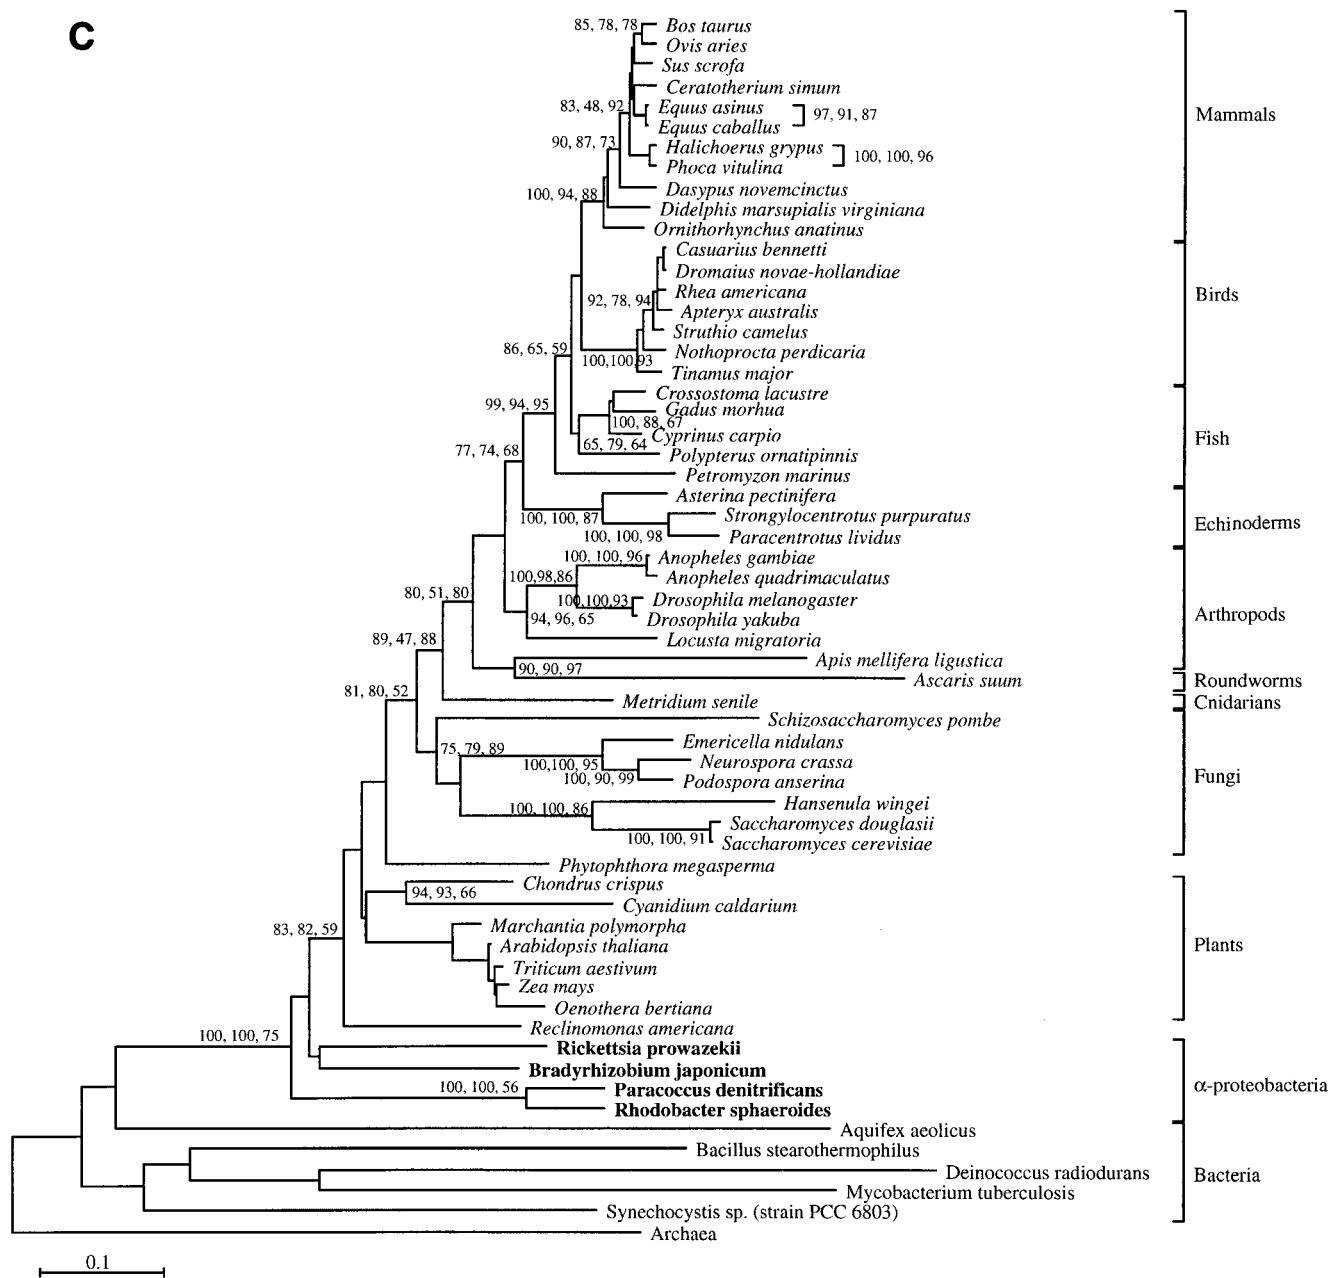 C
85, 78, 78 Bos taurus
Ovis aries
Sus scrofa
Ceratotherium simum
83, 48, 92 Equus asinus 97, 91, 87 Mammals
Equus caballus
90, 87, 73 Halichoerus grypus 100, 100, 96
Phoca vitulina
Dasypus novemcinctus
100, 94, 88 Didelphis marsupialis virginiana
Ornithorhynchus anatinus
Casuarius bennetti
Dromaius novae-hollandiae
92, 78, 94 Rhea americana Birds
Apteryx australis
Struthio camelus
86, 65, 59 Nothoprocta perdicaria
100,100,93 Tinamus major
Crossostoma lacustre
99, 94, 95 Gadus morhua
100, 88, 67
Cyprinus carpio Fish
65, 79, 64
77, 74, 68 Polypterus ornatipinnis
Petromyzon marinus
Asterina pectinifera
100, 100, 87 Strongylocentrotus purpuratus Echinoderms
100, 100, 98 Paracentrotus lividus
100, 100, 96 Anopheles gambiae
100,98,86 Anopheles quadrimaculatus
80, 51, 80 100,100,93 Drosophila melanogaster
94, 96, 65 Drosophila yakuba Arthropods
89, 47, 88 Locusta migratoria
Apis mellifera ligustica
90, 90, 97
Ascaris suum Roundworms
81, 80, 52 Metridium senile Cnidarians
Schizosaccharomyces pombe
75, 79, 89 Emericella nidulans
100,100, 95 Neurospora crassa
100, 90, 99 Podospora anserina Fungi
100, 100, 86 Hansenula wingei
Saccharomyces douglasii
100, 100, 91 Saccharomyces cerevisiae
Phytophthora megasperma
Chondrus crispus
94, 93, 66
Cyanidium caldarium
83, 82, 59 Marchantia polymorpha
Arabidopsis thaliana Plants
Triticum aestivum
Zea mays
Oenothera bertiana
Reclinomonas americana
100, 100, 75 Rickettsia prowazekii
Bradyrhizobium japonicum
100, 100, 56 Paracoccus denitrificans α-proteobacteria
Rhodobacter sphaeroides
Aquifex aeolicus
Bacillus stearothermophilus
Deinococcus radiodurans Bacteria
Mycobacterium tuberculosis
Synechocystis sp. (strain PCC 6803)
Archaea
0.1